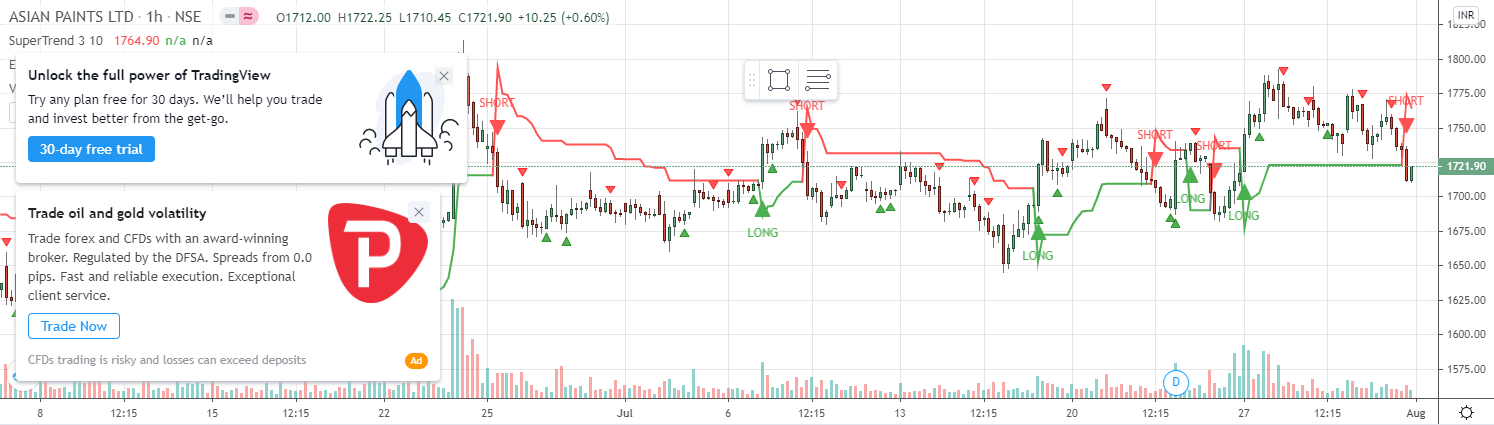 ASIAN PAINTS LTD · 1h · NSE O1712.00 H1722.25 L1710.45 C1721.90 +10.25 (+0.60%)
INR
SuperTrend 3 10 1764.90 n/a n/a
Unlock the full power of TradingView
Try any plan free for 30 days. We'll help you trade
and invest better from the get-go.
30-day free trial
Trade oil and gold volatility
Trade forex and CFDs with an award-winning
broker. Regulated by the DFSA. Spreads from 0.0
pips. Fast and reliable execution. Exceptional
client service.
Trade Now
CFDs trading is risky and losses can exceed deposits
Ad
P
SHORT
SHORT
SHORT
SHORT
SHORT
LONG
LONG
LONG
LONG
D
1800.00
1775.00
1750.00
1721.90
1700.00
1675.00
1650.00
1625.00
1600.00
1575.00
8 12:15 15 12:15 22 25 Jul 6 12:15 13 12:15 20 12:15 27 12:15 Aug